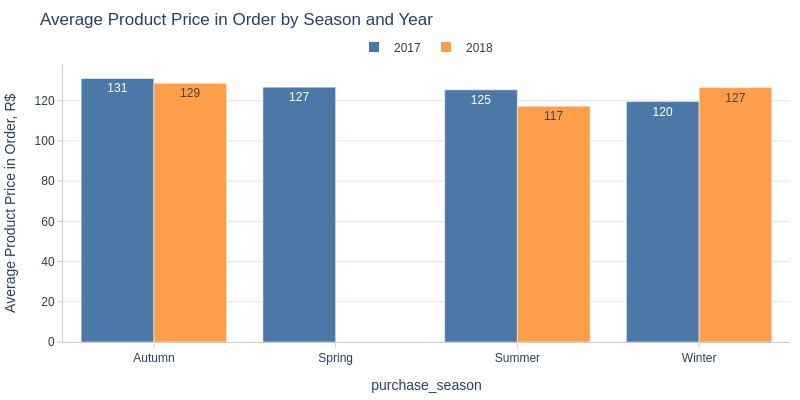 Average Product Price in Order by Season and Year
2017 2018
Average Product Price in Order, R$
120
100
80
60
40
20
0
131 129 127 125 117 120 127
Autumn Spring Summer Winter
purchase_season